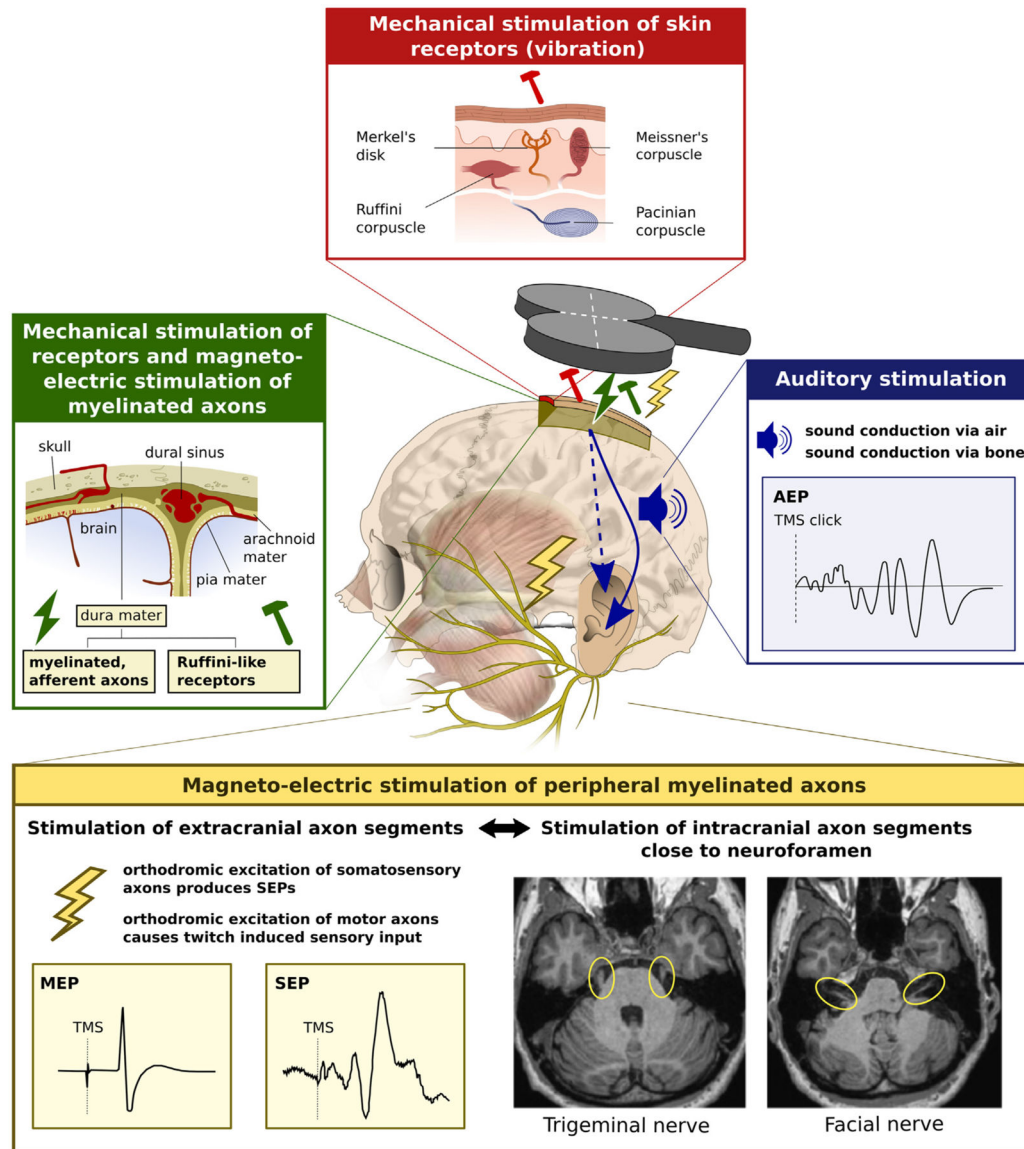 Mechanical stimulation of skin
receptors (vibration)
Merkel's
disk
Meissner's
corpuscle
Ruffini
corpuscle
Pacinian
corpuscle
Mechanical stimulation of
receptors and magneto-
electric stimulation of
myelinated axons
skull
dural sinus
brain
arachnoid
mater
pia mater
dura mater
myelinated,
afferent axons
Ruffini-like
receptors
Auditory stimulation
sound conduction via air
sound conduction via bone
AEP
TMS click
Magneto-electric stimulation of peripheral myelinated axons
Stimulation of extracranial axon segments
Stimulation of intracranial axon segments
close to neuroforamen
orthodromic excitation of somatosensory
axons produces SEPs
orthodromic excitation of motor axons
causes twitch induced sensory input
MEP
TMS
SEP
TMS
Trigeminal nerve
Facial nerve